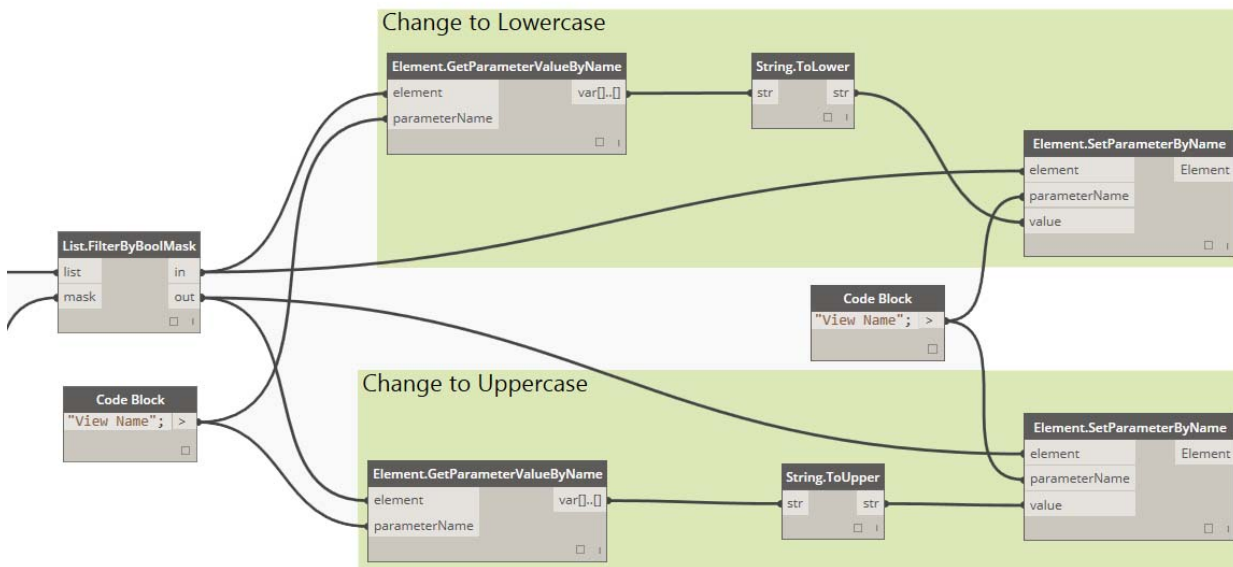 Change to Lowercase
Element.GetParameterValueByName
element var[]..[]
parameterName
String.ToLower
str str
Element.SetParameterByName
element Element
parameterName
value
List.FilterByBoolMask
list in
mask out
Code Block
"View Name"; >
Code Block
"View Name"; >
Change to Uppercase
Element.GetParameterValueByName
element var[]..[]
parameterName
String.ToUpper
str str
Element.SetParameterByName
element Element
parameterName
value